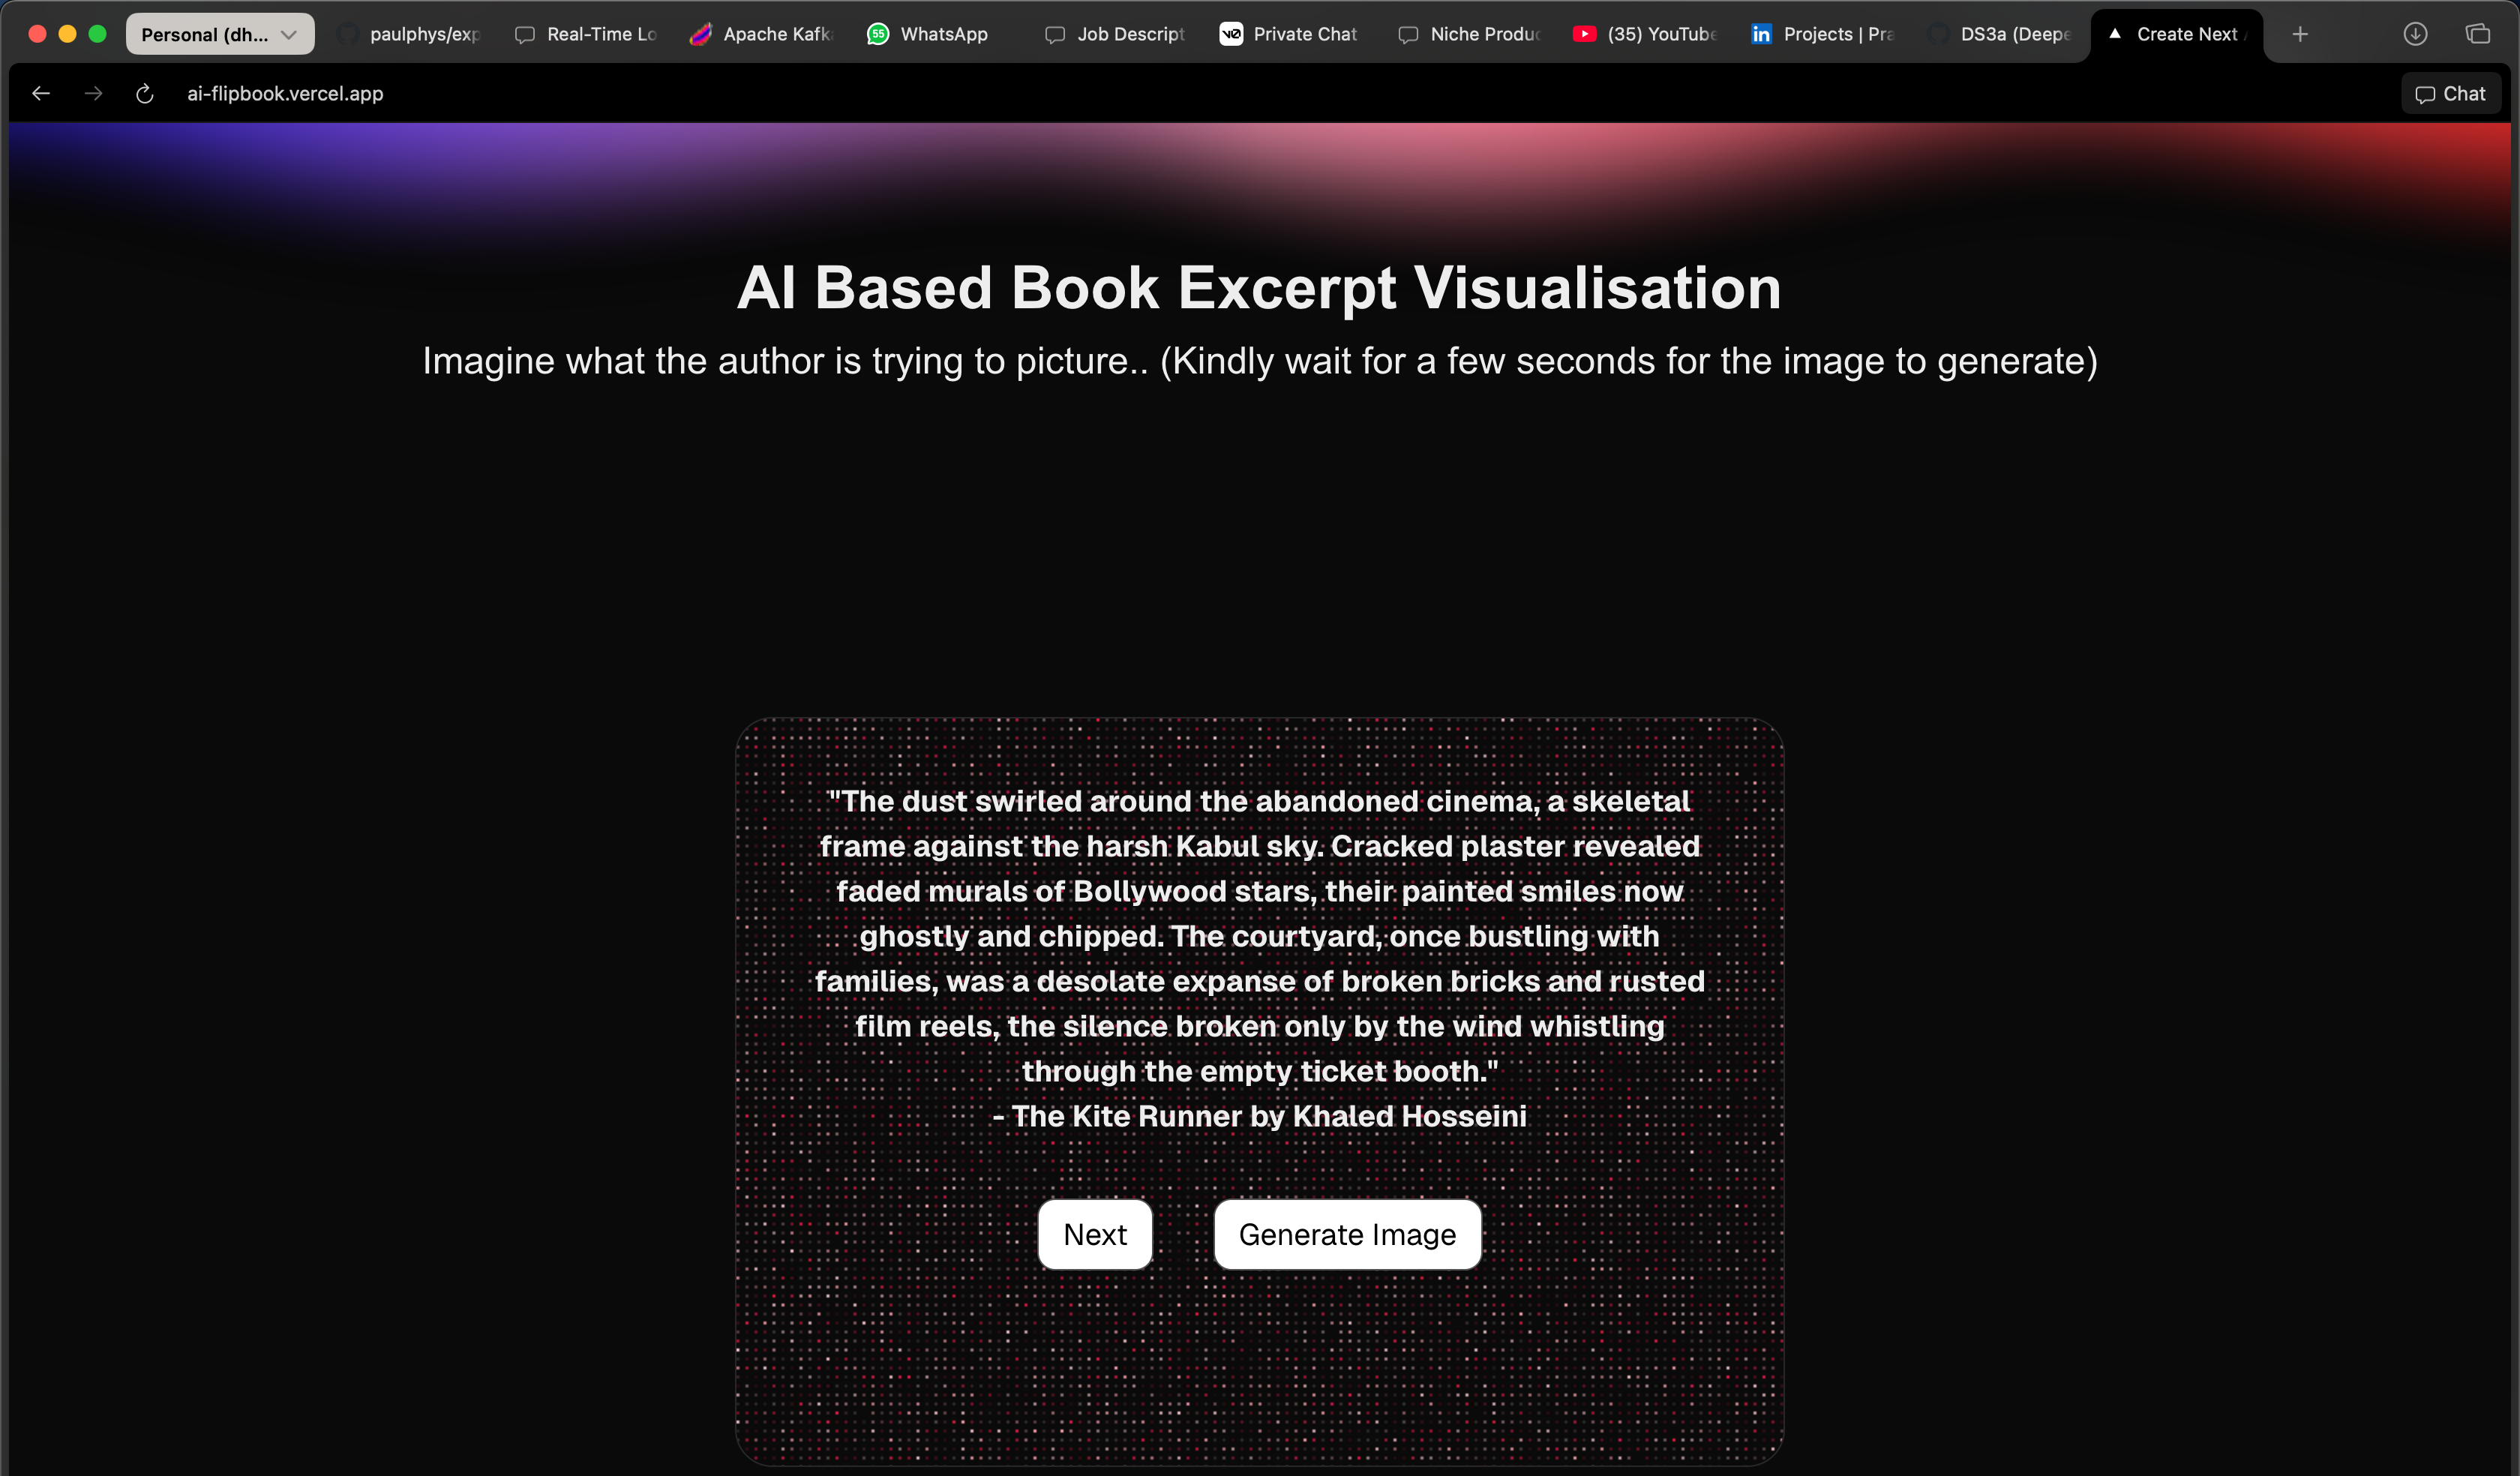 Personal (dh...
paulphys/exp
Real-Time Lo
Apache Kafka
55
WhatsApp
Job Descript
v0
Private Chat
Niche Produc
(35) YouTube
in
Projects | Pra
DS3a (Deepe
Create Next
ai-flipbook.vercel.app
Chat
AI Based Book Excerpt Visualisation
Imagine what the author is trying to picture.. (Kindly wait for a few seconds for the image to generate)
"The dust swirled around the abandoned cinema, a skeletal
frame against the harsh Kabul sky. Cracked plaster revealed
faded murals of Bollywood stars, their painted smiles now
ghostly and chipped. The courtyard, once bustling with
families, was a desolate expanse of broken bricks and rusted
film reels, the silence broken only by the wind whistling
through the empty ticket booth."
- The Kite Runner by Khaled Hosseini
Next
Generate Image